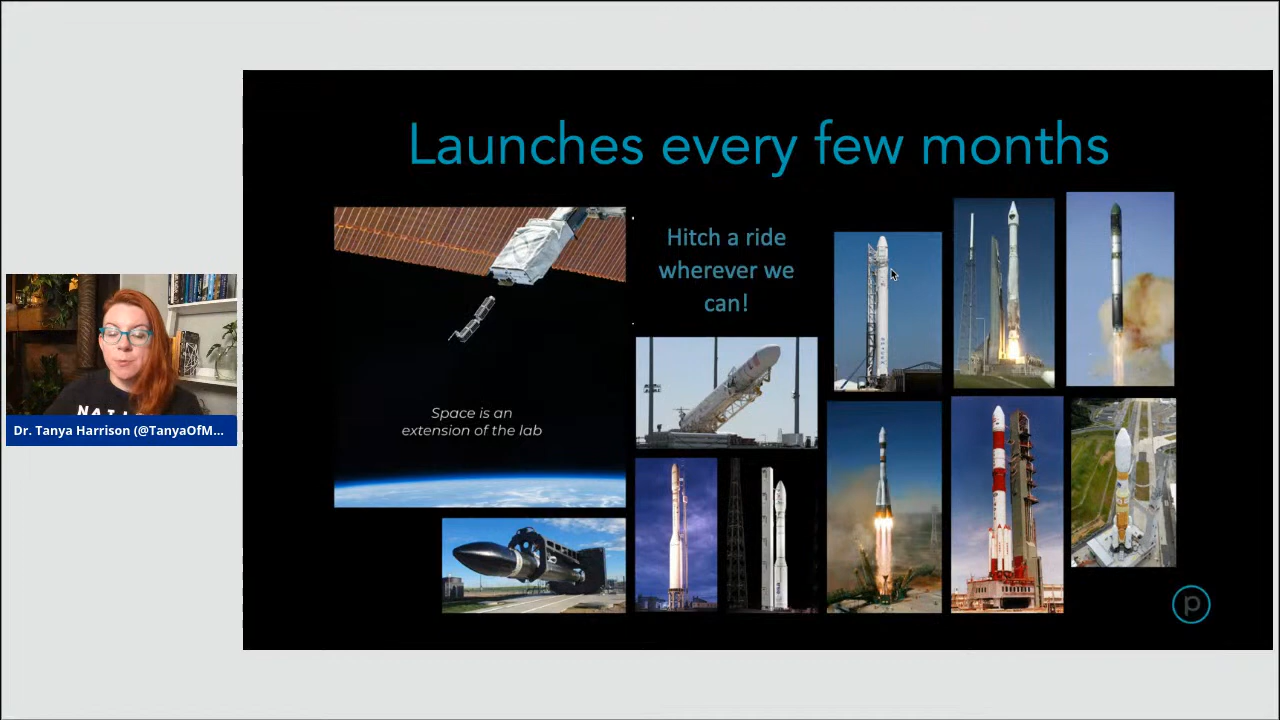 Launches every few months
Hitch a ride
wherever we
can!
Space is an
extension of the lab
Dr. Tanya Harrison (@TanyaOfM...
p